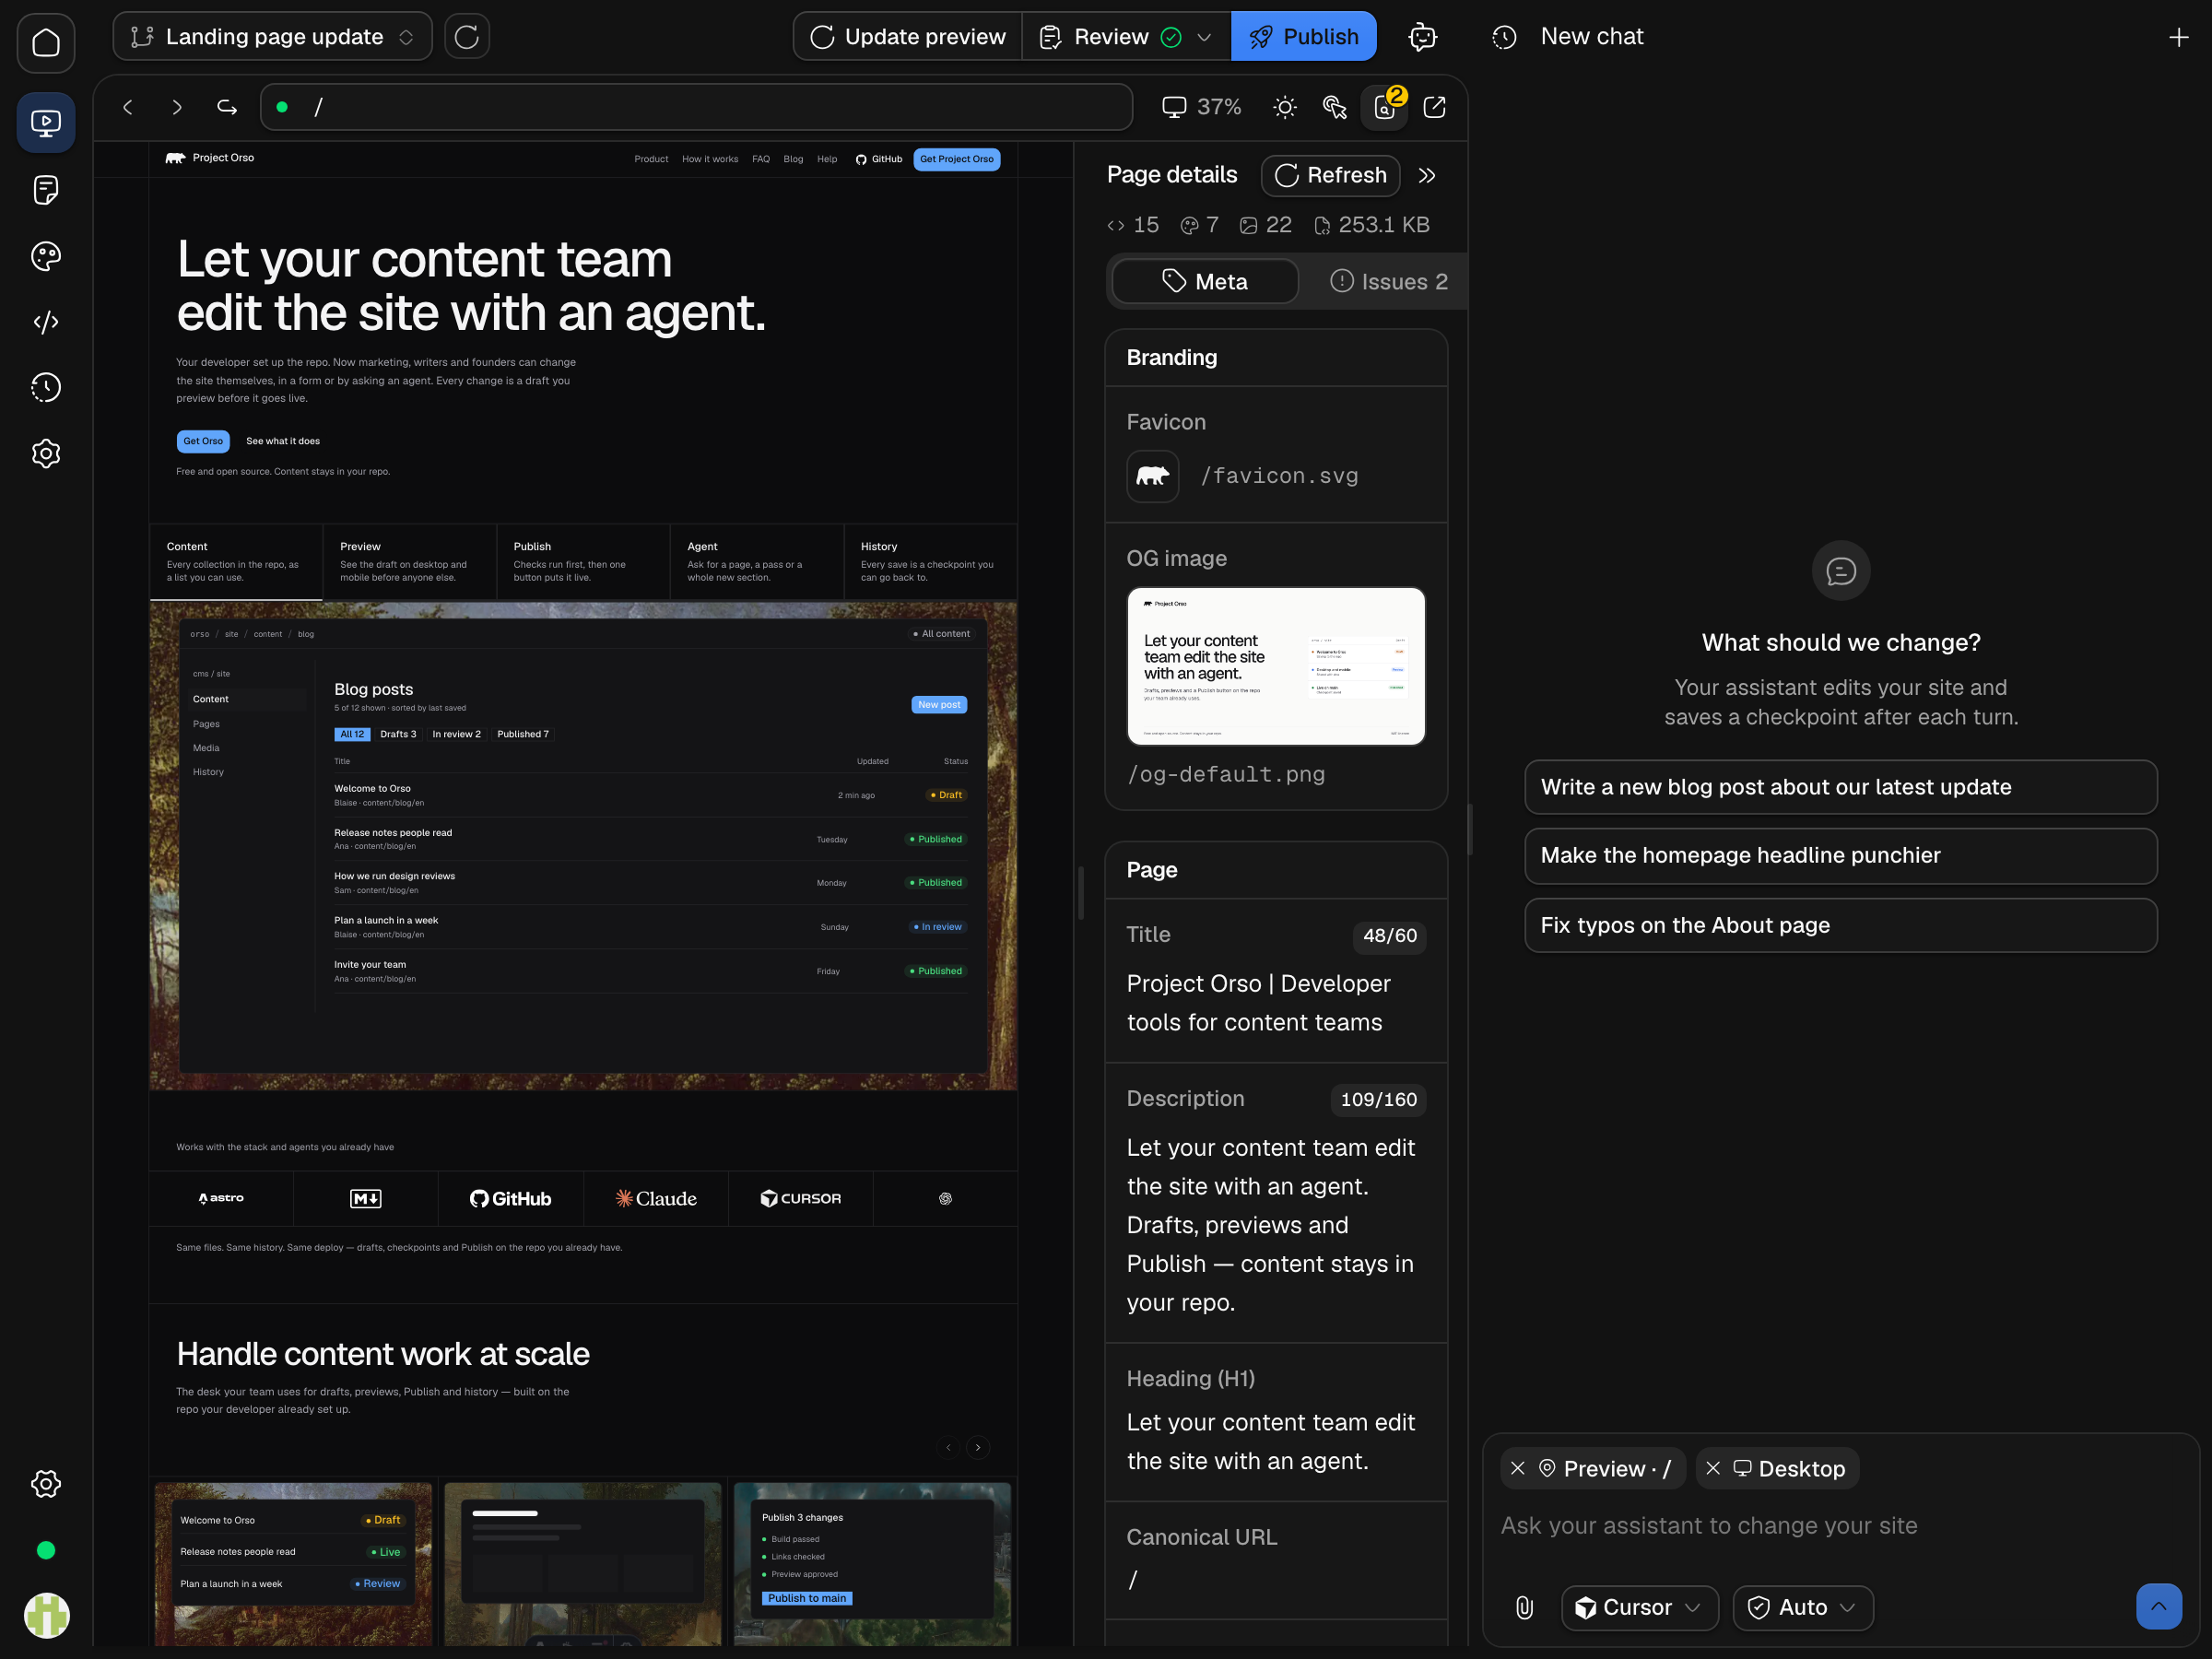 Landing page update
Update preview
Review
Publish
New chat
/
37%
2
Project Orso
Product
How it works
FAQ
Blog
Help
GitHub
Get Project Orso
Let your content team
edit the site with an agent.
Your developer set up the repo. Now marketing, writers and founders can change
the site themselves, in a form or by asking an agent. Every change is a draft you
preview before it goes live.
Get Orso
See what it does
Free and open source. Content stays in your repo.
Content
Every collection in the repo, as
a list you can use.
Preview
See the draft on desktop and
mobile before anyone else.
Publish
Checks run first, then one
button puts it live.
Agent
Ask for a page, a pass or a
whole new section.
History
Every save is a checkpoint you
can go back to.
orso / site / content / blog
All content
cms / site
Content
Pages
Media
History
Blog posts
5 of 12 shown · sorted by last saved
New post
All 12
Drafts 3
In review 2
Published 7
Title
Updated
Status
Welcome to Orso
Blaise · content/blog/en
2 min ago
Draft
Release notes people read
Ana · content/blog/en
Tuesday
Published
How we run design reviews
Sam · content/blog/en
Monday
Published
Plan a launch in a week
Blaise · content/blog/en
Sunday
In review
Invite your team
Ana · content/blog/en
Friday
Published
Works with the stack and agents you already have
astro
M
GitHub
Claude
CURSOR
Same files. Same history. Same deploy — drafts, checkpoints and Publish on the repo you already have.
Handle content work at scale
The desk your team uses for drafts, previews, Publish and history — built on the
repo your developer already set up.
Welcome to Orso
Draft
Release notes people read
Live
Plan a launch in a week
Review
Publish 3 changes
Build passed
Links checked
Preview approved
Publish to main
Page details
Refresh
15
7
22
253.1 KB
Meta
Issues 2
Branding
Favicon
/favicon.svg
OG image
Project Orso
Let your content
team edit the site
with an agent.
Drafts, previews and a Publish button on the repo
your team already uses.
/og-default.png
Page
Title
48/60
Project Orso | Developer
tools for content teams
Description
109/160
Let your content team edit
the site with an agent.
Drafts, previews and
Publish — content stays in
your repo.
Heading (H1)
Let your content team edit
the site with an agent.
Canonical URL
/
What should we change?
Your assistant edits your site and
saves a checkpoint after each turn.
Write a new blog post about our latest update
Make the homepage headline punchier
Fix typos on the About page
Preview · /
Desktop
Ask your assistant to change your site
Cursor
Auto